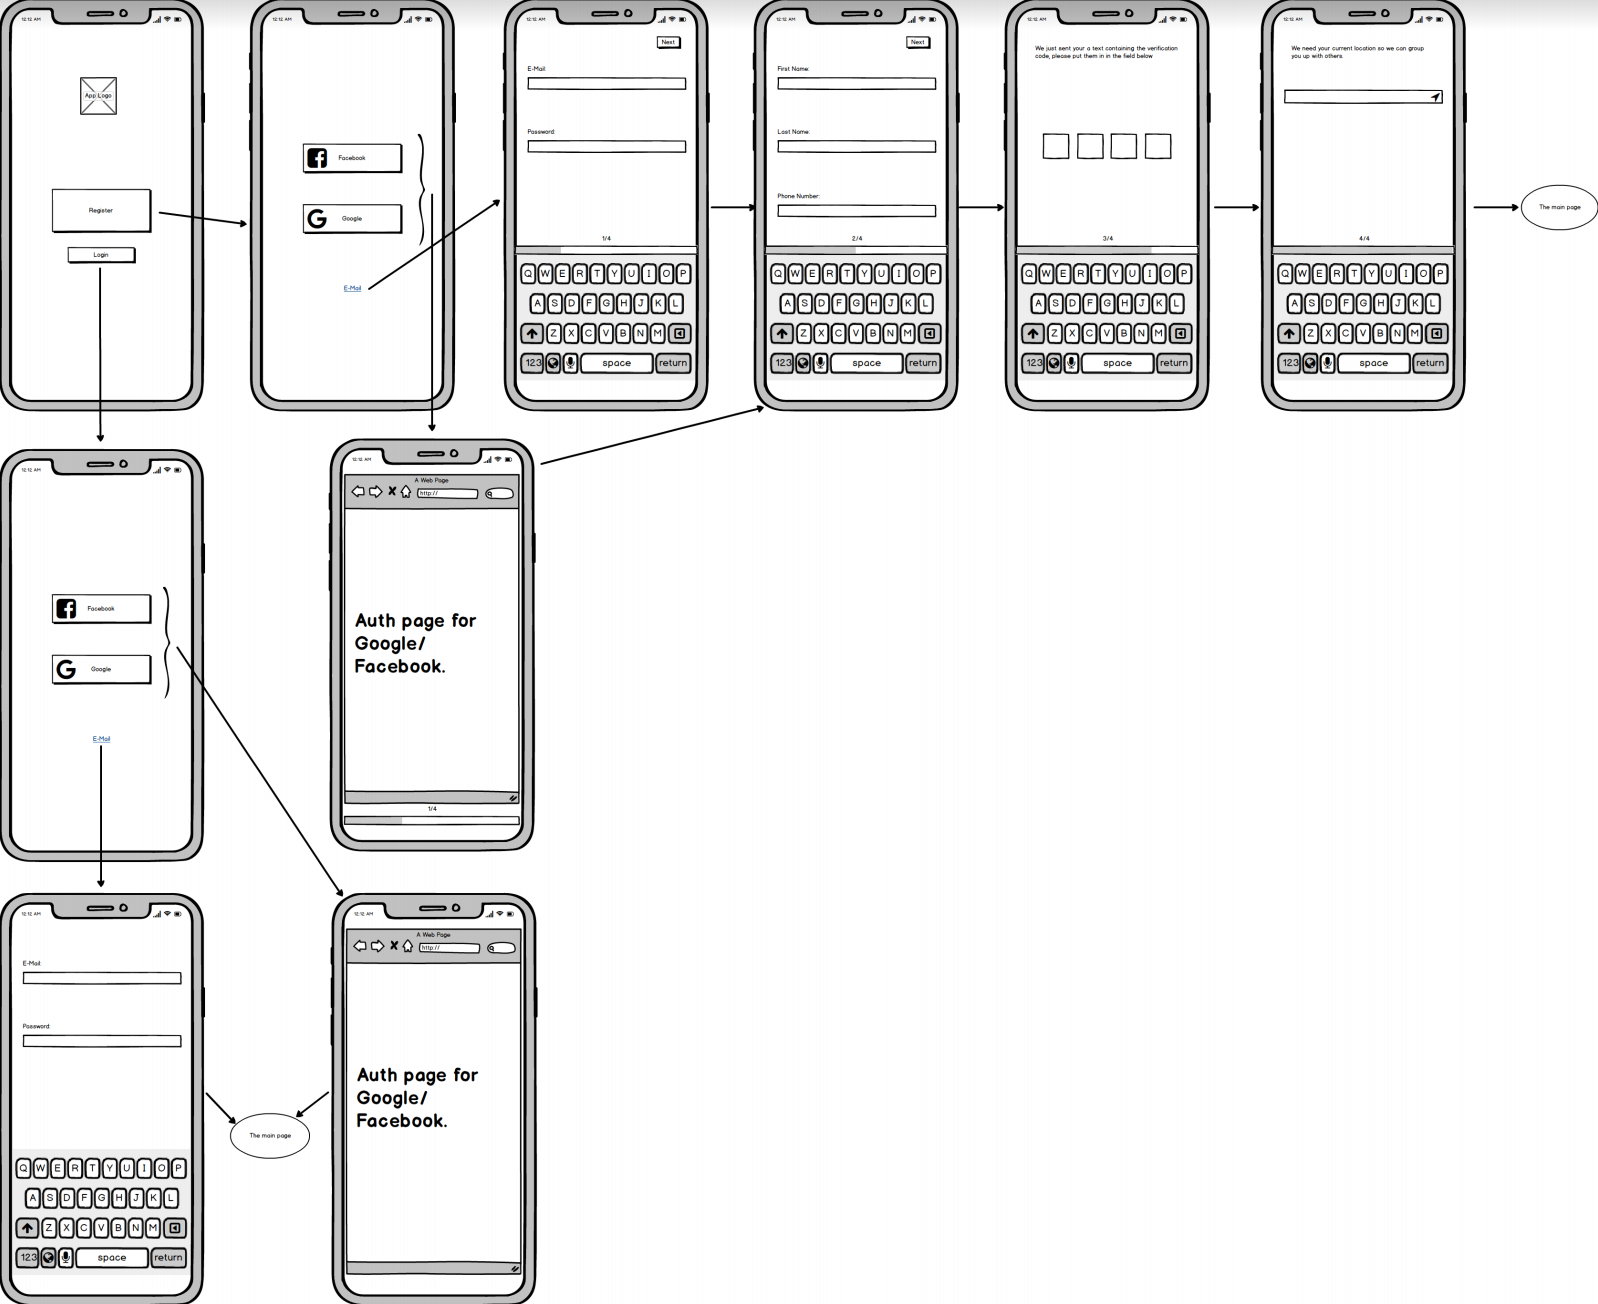 12:12 AM
App Logo
Register
Login
12:12 AM
Facebook
Google
E-Mail
12:12 AM
Next
E-Mail:
Password:
1/4
Q W E R T Y U I O P
A S D F G H J K L
Z X C V B N M
123 space return
12:12 AM
Next
First Name:
Last Name:
Phone Number:
2/4
Q W E R T Y U I O P
A S D F G H J K L
Z X C V B N M
123 space return
12:12 AM
We just sent your a text containing the verification
code, please put them in in the field below
3/4
Q W E R T Y U I O P
A S D F G H J K L
Z X C V B N M
123 space return
12:12 AM
We need your current location so we can group
you up with others
4/4
Q W E R T Y U I O P
A S D F G H J K L
Z X C V B N M
123 space return
The main page
12:12 AM
Facebook
Google
E-Mail
12:12 AM
A Web Page
http://
Auth page for
Google/
Facebook.
1/4
12:12 AM
E-Mail:
Password:
Q W E R T Y U I O P
A S D F G H J K L
Z X C V B N M
123 space return
The main page
12:12 AM
A Web Page
http://
Auth page for
Google/
Facebook.